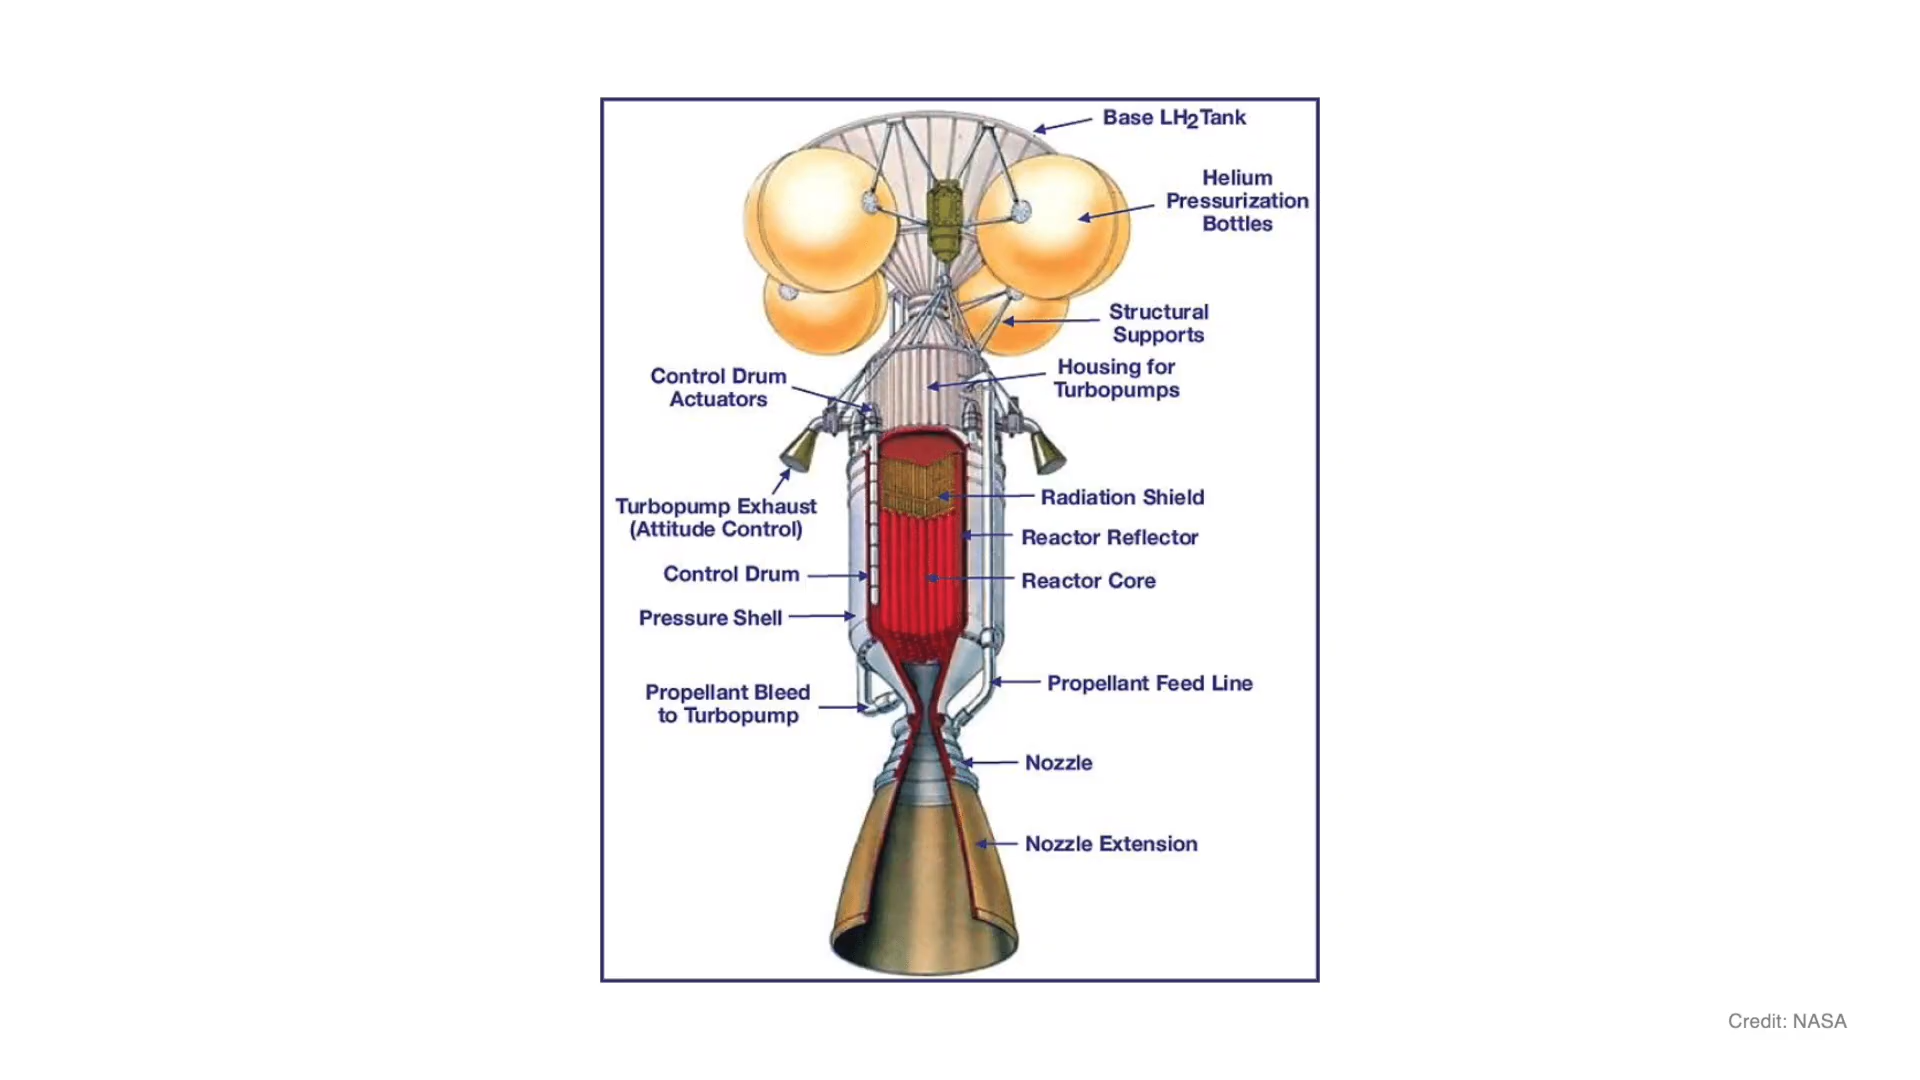 Base LH2Tank
Helium
Pressurization
Bottles
Structural
Supports
Housing for
Turbopumps
Control Drum
Actuators
Radiation Shield
Turbopump Exhaust
(Attitude Control)
Reactor Reflector
Control Drum
Reactor Core
Pressure Shell
Propellant Feed Line
Propellant Bleed
to Turbopump
Nozzle
Nozzle Extension
Credit: NASA